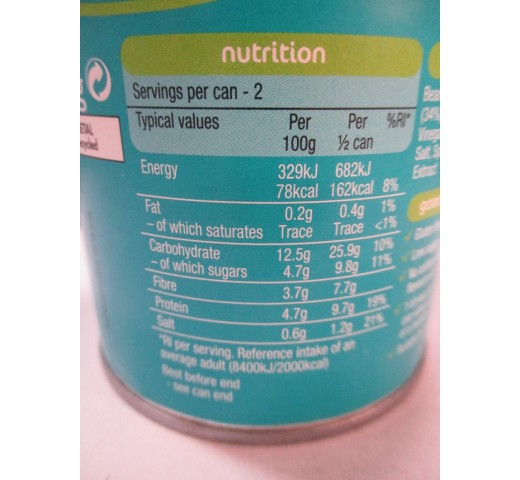 nutrition
Servings per can - 2
Typical values Per 100g Per ½ can %RI*
Energy 329kJ 682kJ
78kcal 162kcal 8%
Fat 0.2g 0.4g 1%
- of which saturates Trace Trace <1%
Carbohydrate 12.5g 25.9g 10%
- of which sugars 4.7g 9.8g 11%
Fibre 3.7g 7.7g
Protein 4.7g 9.7g 19%
Salt 0.6g 1.2g 21%
*RI per serving. Reference intake of an
average adult (8400kJ/2000kcal)
Best before end
- see can end
(34%
Salt